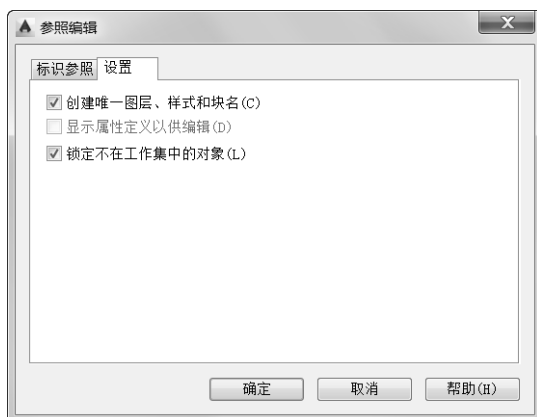 参照编辑
标识参照 设置
创建唯一图层、样式和块名(C)
显示属性定义以供编辑(D)
锁定不在工作集中的对象(L)
确定 取消 帮助(H)